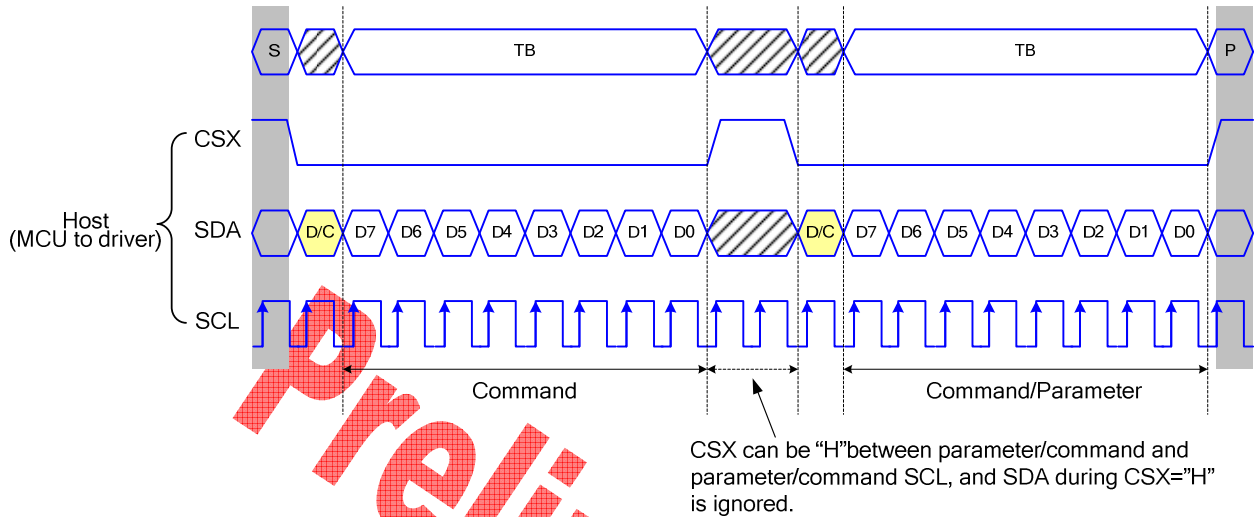 S TB TB P
CSX
Host
(MCU to driver)
SDA D/C D7 D6 D5 D4 D3 D2 D1 D0 D/C D7 D6 D5 D4 D3 D2 D1 D0
SCL
Command Command/Parameter
CSX can be “H”between parameter/command and
parameter/command SCL, and SDA during CSX=”H”
is ignored.
Preli